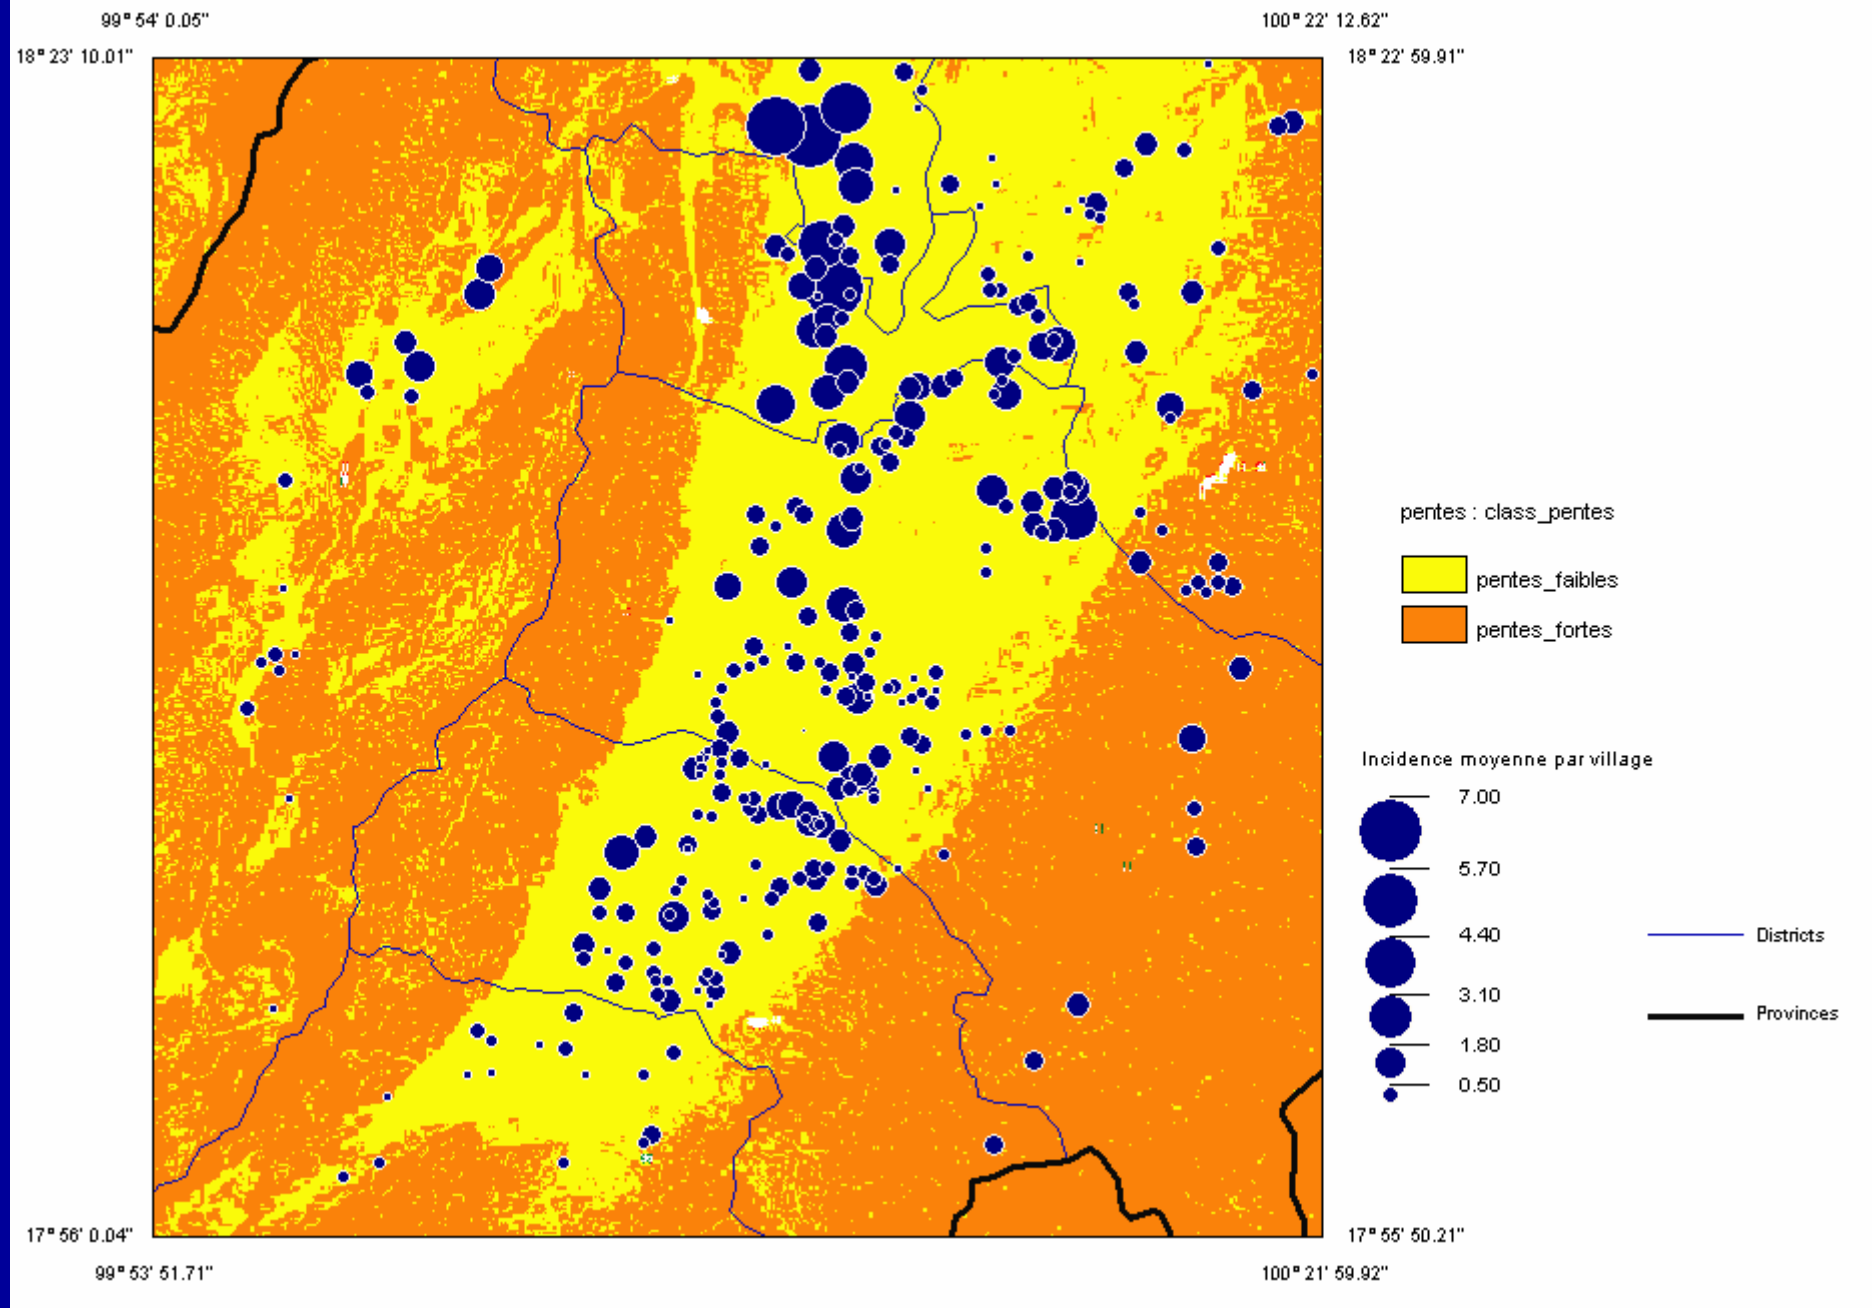 99° 54' 0.05"
100° 22' 12.62"
18° 23' 10.01"
18° 22' 59.91"
pentes : class_pentes
pentes_faibles
pentes_fortes
Incidence moyenne par village
7.00
5.70
4.40
3.10
1.80
0.50
Districts
Provinces
17° 56' 0.04"
17° 55' 50.21"
99° 53' 51.71"
100° 21' 59.92"